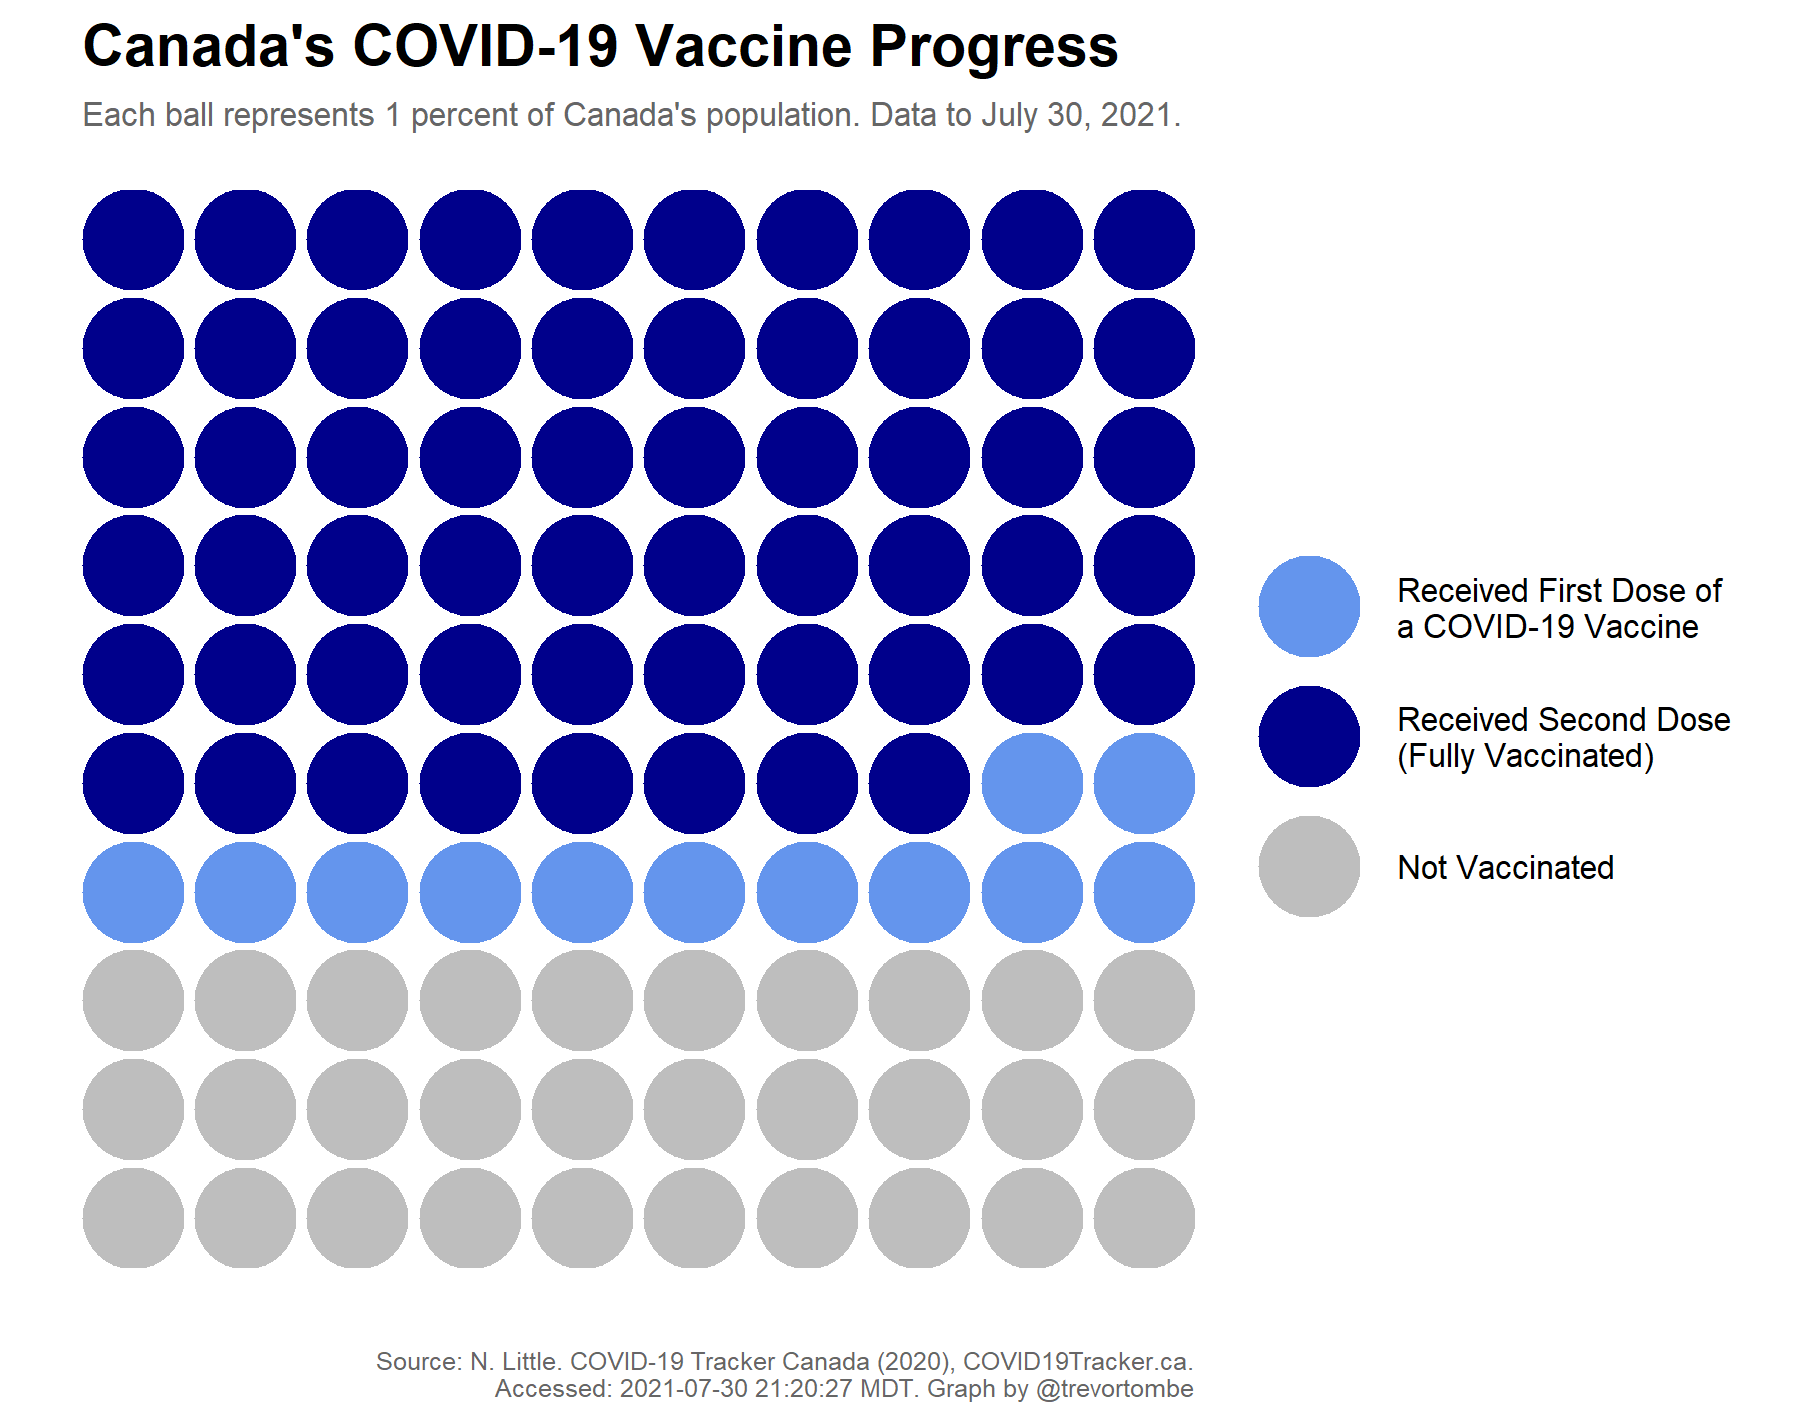 Canada's COVID-19 Vaccine Progress
Each ball represents 1 percent of Canada's population. Data to July 30, 2021.
Received First Dose of
a COVID-19 Vaccine
Received Second Dose
(Fully Vaccinated)
Not Vaccinated
Source: N. Little. COVID-19 Tracker Canada (2020), COVID19Tracker.ca.
Accessed: 2021-07-30 21:20:27 MDT. Graph by @trevortombe